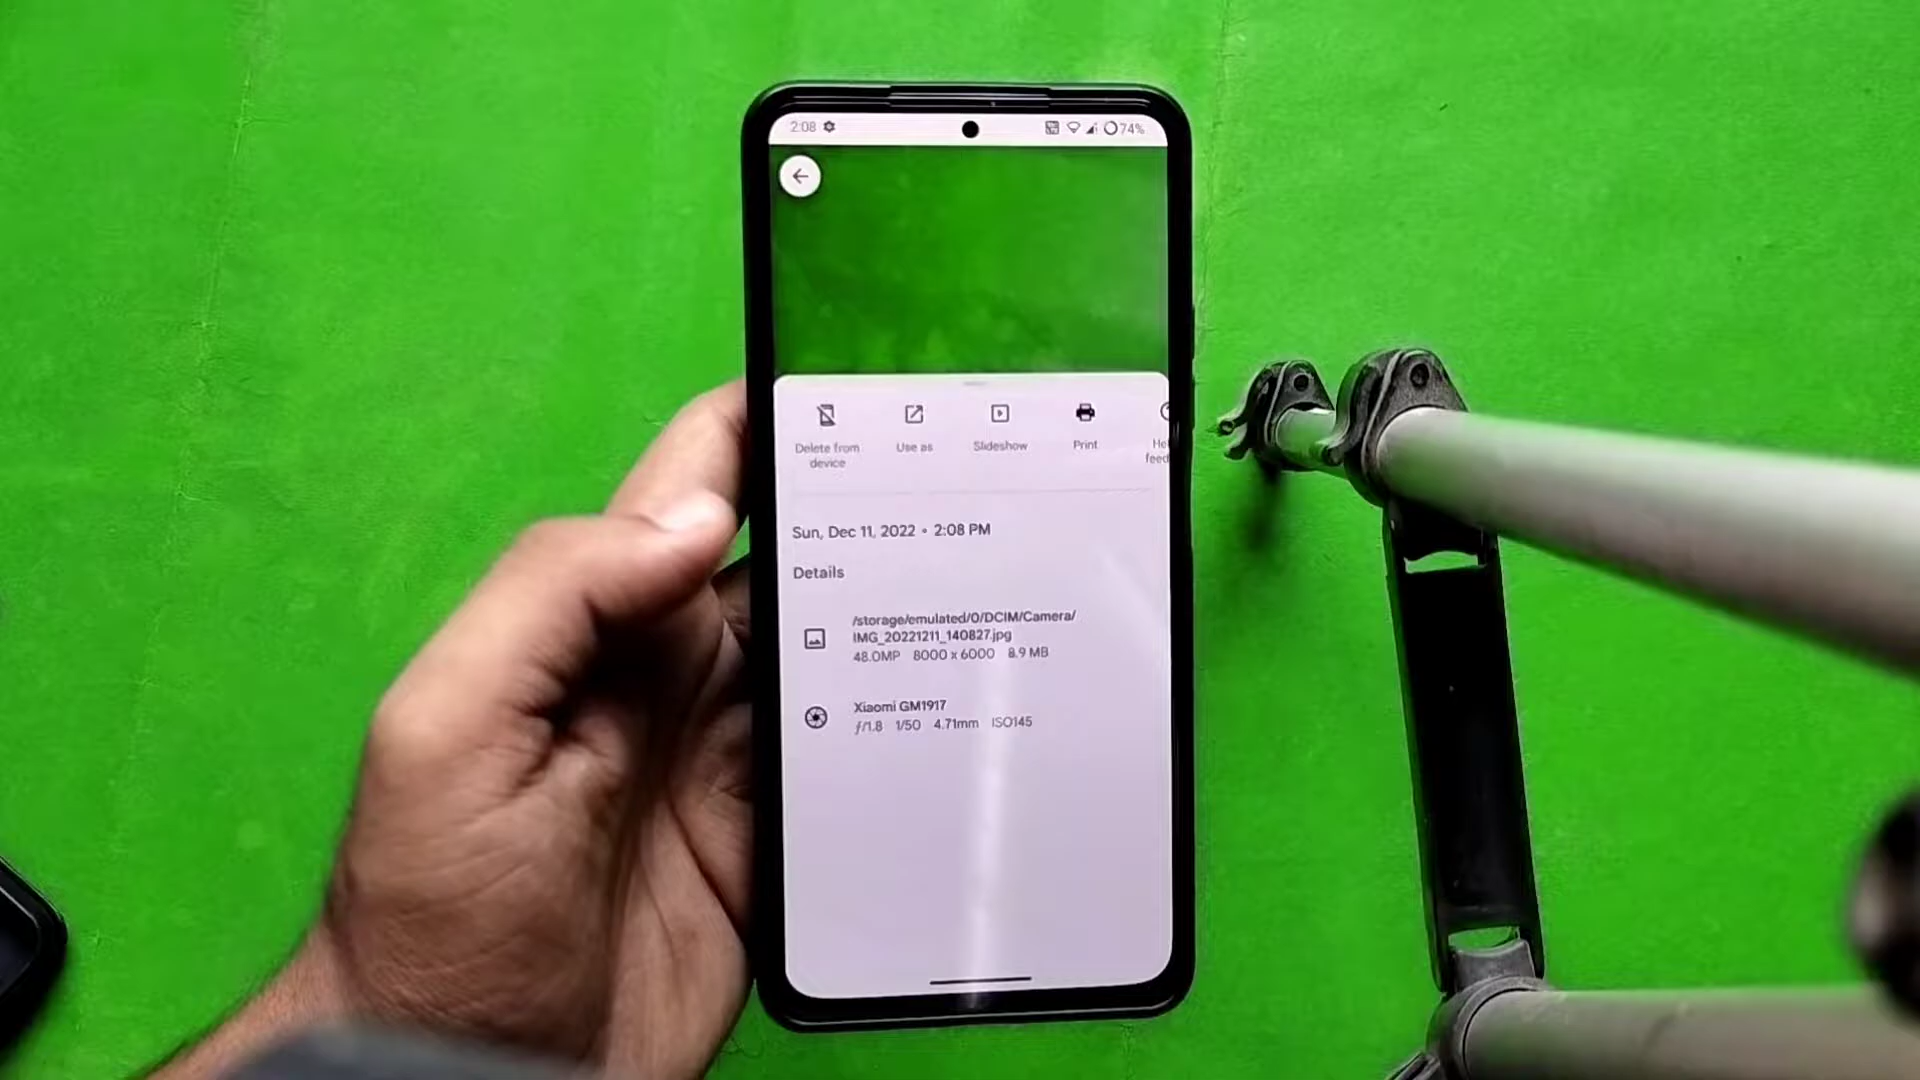 2:08
74%
Delete from
device
Use as
Slideshow
Print
Sun, Dec 11, 2022 • 2:08 PM
Details
/storage/emulated/0/DCIM/Camera/
IMG_20221211_140827.jpg
48.0MP 8000 x 6000 8.9 MB
Xiaomi GM1917
ƒ/1.8 1/50 4.71mm ISO145